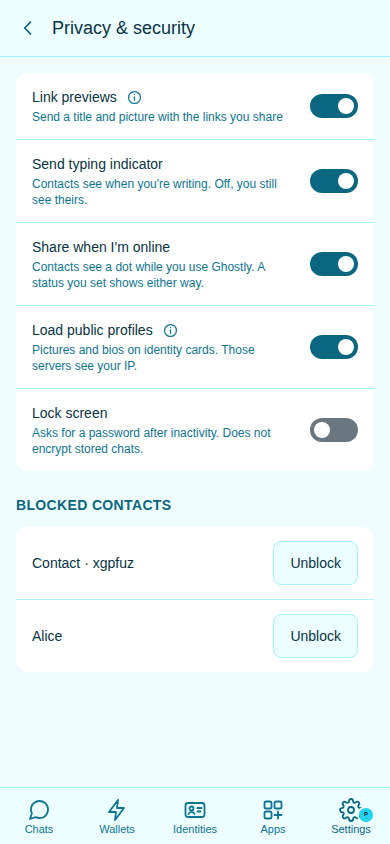 Privacy & security
Link previews
Send a title and picture with the links you share
Send typing indicator
Contacts see when you're writing. Off, you still
see theirs.
Share when I'm online
Contacts see a dot while you use Ghostly. A
status you set shows either way.
Load public profiles
Pictures and bios on identity cards. Those
servers see your IP.
Lock screen
Asks for a password after inactivity. Does not
encrypt stored chats.
BLOCKED CONTACTS
Contact · xgpfuz
Unblock
Alice
Unblock
Chats
Wallets
Identities
Apps
P
Settings